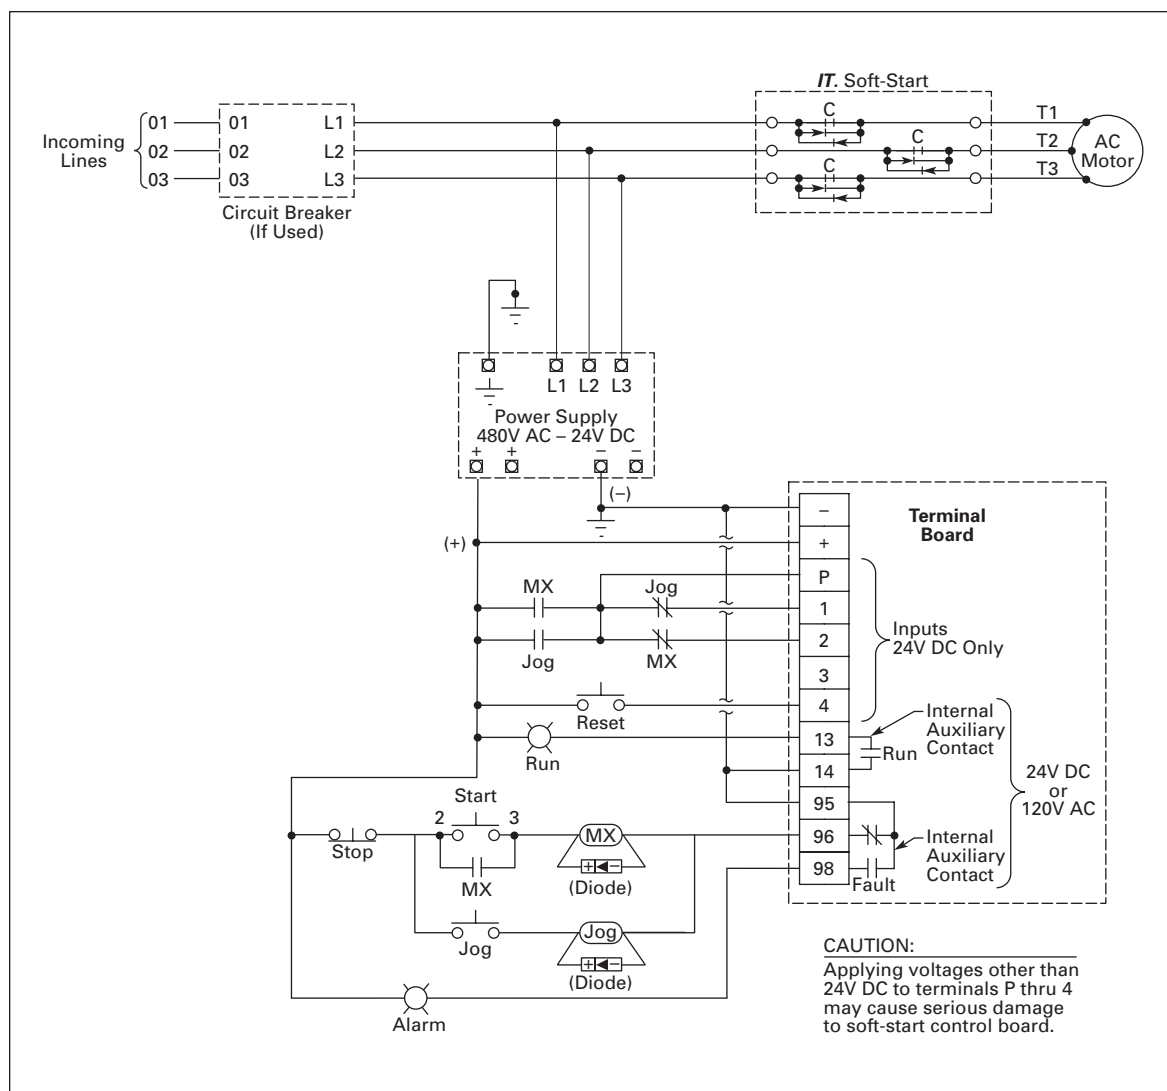 IT. Soft-Start
Incoming
Lines
01
02
03
01 L1
02 L2
03 L3
Circuit Breaker
(If Used)
C
C
C
T1
T2
T3
AC
Motor
L1 L2 L3
Power Supply
480V AC – 24V DC
+ + – –
(–)
(+)
Terminal
Board
–
+
P
1
2
3
4
13
14
95
96
98
MX
Jog
Jog
MX
Inputs
24V DC Only
Reset
Run
Internal
Auxiliary
Contact
Run
24V DC
or
120V AC
Internal
Auxiliary
Contact
Fault
Start
2 3
Stop
MX
MX
+ –
(Diode)
Jog
Jog
+ –
(Diode)
Alarm
CAUTION:
Applying voltages other than
24V DC to terminals P thru 4
may cause serious damage
to soft-start control board.